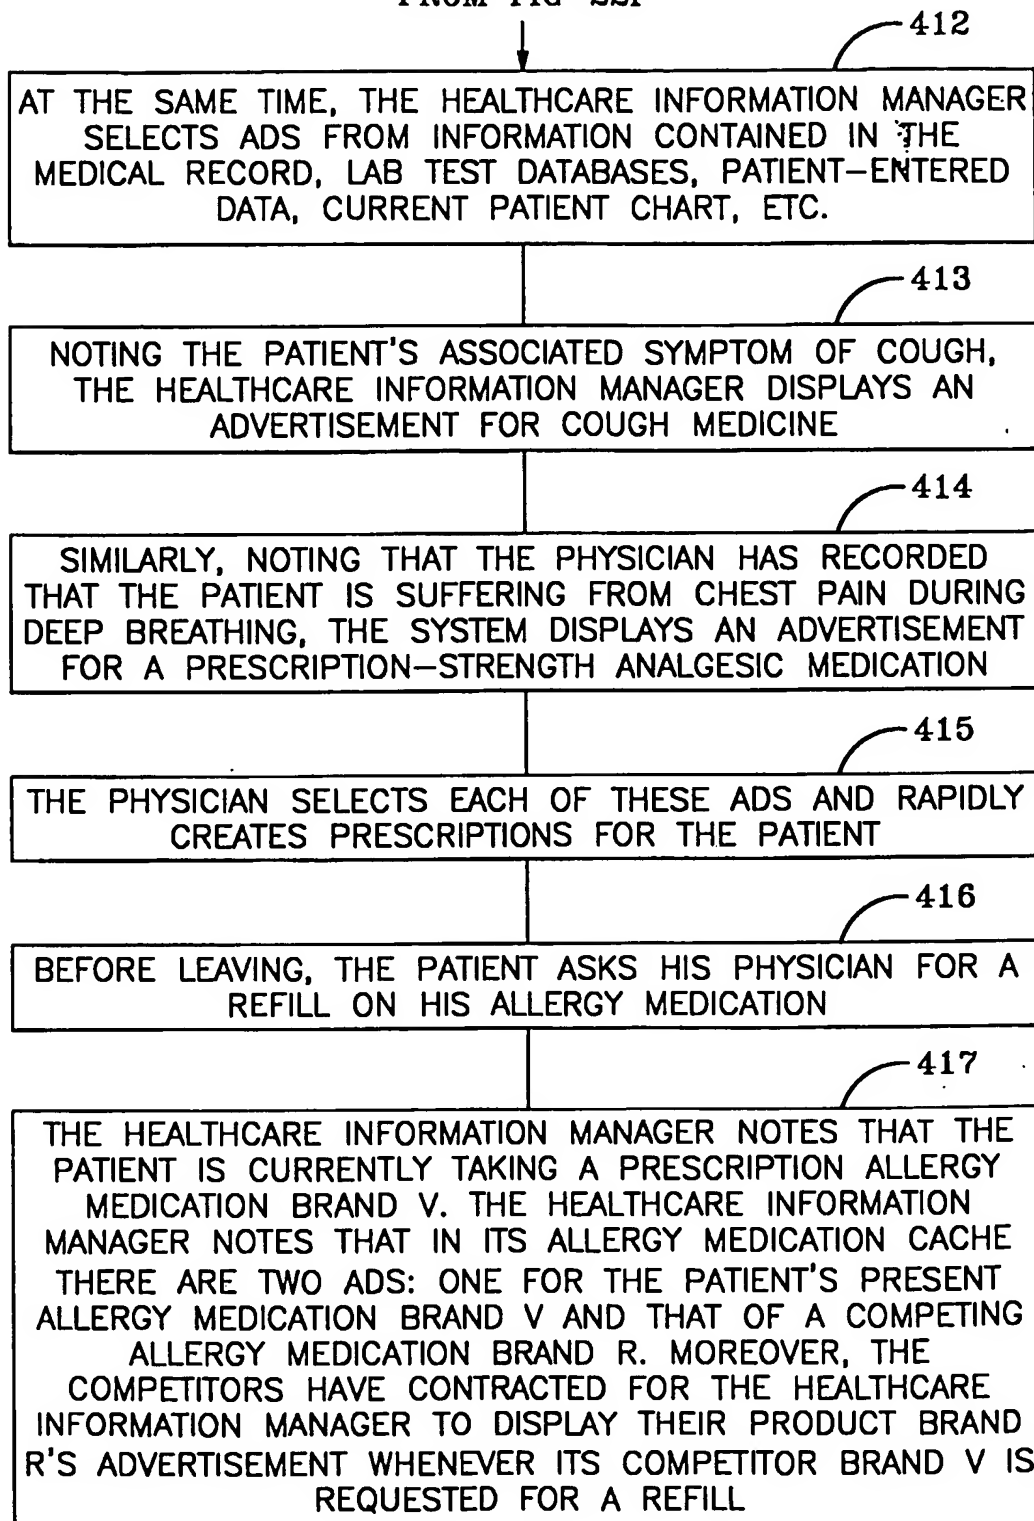 FROM FIG 22F
412
AT THE SAME TIME, THE HEALTHCARE INFORMATION MANAGER
SELECTS ADS FROM INFORMATION CONTAINED IN THE
MEDICAL RECORD, LAB TEST DATABASES, PATIENT-ENTERED
DATA, CURRENT PATIENT CHART, ETC.
413
NOTING THE PATIENT'S ASSOCIATED SYMPTOM OF COUGH,
THE HEALTHCARE INFORMATION MANAGER DISPLAYS AN
ADVERTISEMENT FOR COUGH MEDICINE
414
SIMILARLY, NOTING THAT THE PHYSICIAN HAS RECORDED
THAT THE PATIENT IS SUFFERING FROM CHEST PAIN DURING
DEEP BREATHING, THE SYSTEM DISPLAYS AN ADVERTISEMENT
FOR A PRESCRIPTION-STRENGTH ANALGESIC MEDICATION
415
THE PHYSICIAN SELECTS EACH OF THESE ADS AND RAPIDLY
CREATES PRESCRIPTIONS FOR THE PATIENT
416
BEFORE LEAVING, THE PATIENT ASKS HIS PHYSICIAN FOR A
REFILL ON HIS ALLERGY MEDICATION
417
THE HEALTHCARE INFORMATION MANAGER NOTES THAT THE
PATIENT IS CURRENTLY TAKING A PRESCRIPTION ALLERGY
MEDICATION BRAND V. THE HEALTHCARE INFORMATION
MANAGER NOTES THAT IN ITS ALLERGY MEDICATION CACHE
THERE ARE TWO ADS: ONE FOR THE PATIENT'S PRESENT
ALLERGY MEDICATION BRAND V AND THAT OF A COMPETING
ALLERGY MEDICATION BRAND R. MOREOVER, THE
COMPETITORS HAVE CONTRACTED FOR THE HEALTHCARE
INFORMATION MANAGER TO DISPLAY THEIR PRODUCT BRAND
R'S ADVERTISEMENT WHENEVER ITS COMPETITOR BRAND V IS
REQUESTED FOR A REFILL